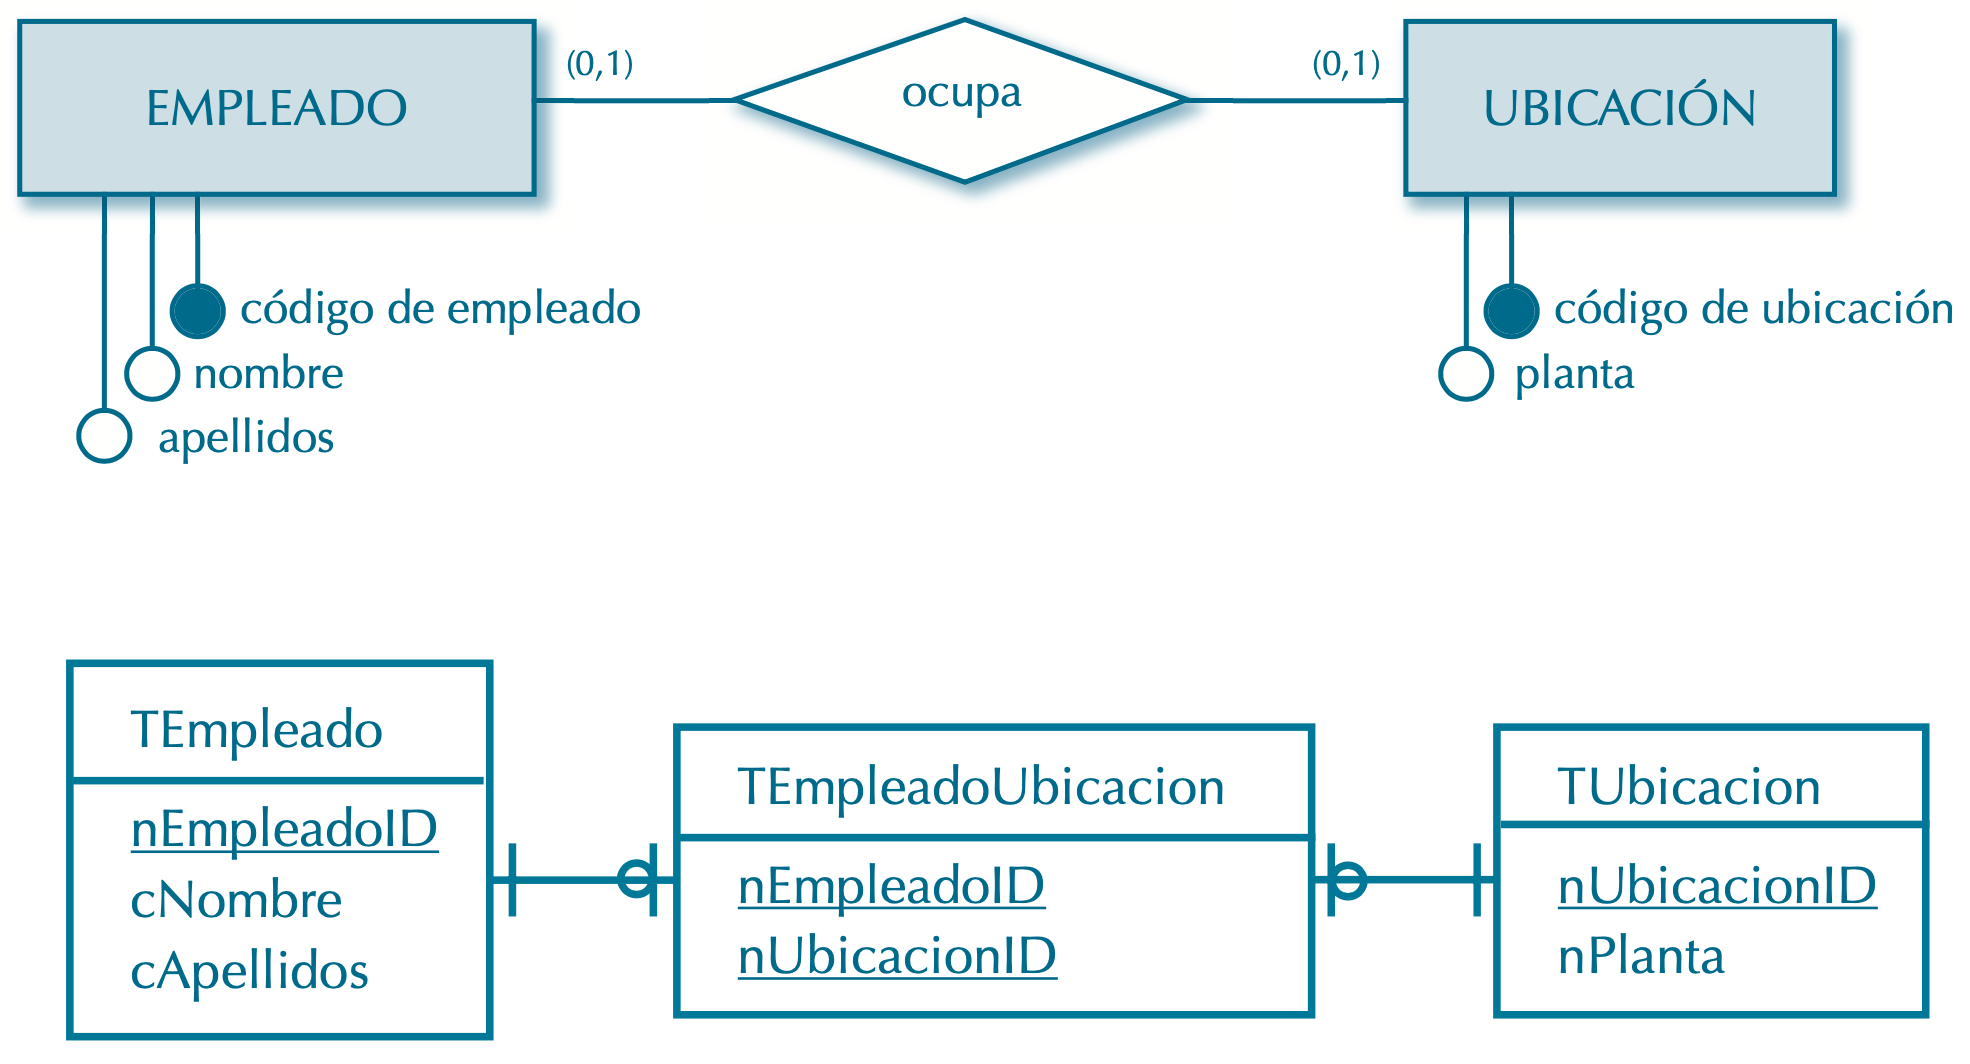 EMPLEADO
(0,1)
ocupa
(0,1)
UBICACIÓN
código de empleado
nombre
apellidos
código de ubicación
planta
TEmpleado
nEmpleadoID
cNombre
cApellidos
TEmpleadoUbicacion
nEmpleadoID
nUbicacionID
TUbicacion
nUbicacionID
nPlanta